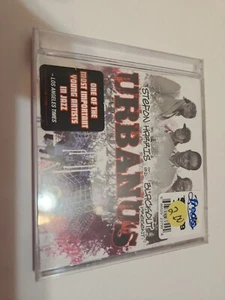 STEFON HARRIS
BLACKOUT
URBANUS
ONE OF THE
MOST IMPORTANT
YOUNG ARTISTS
IN JAZZ
- LOS ANGELES TIMES